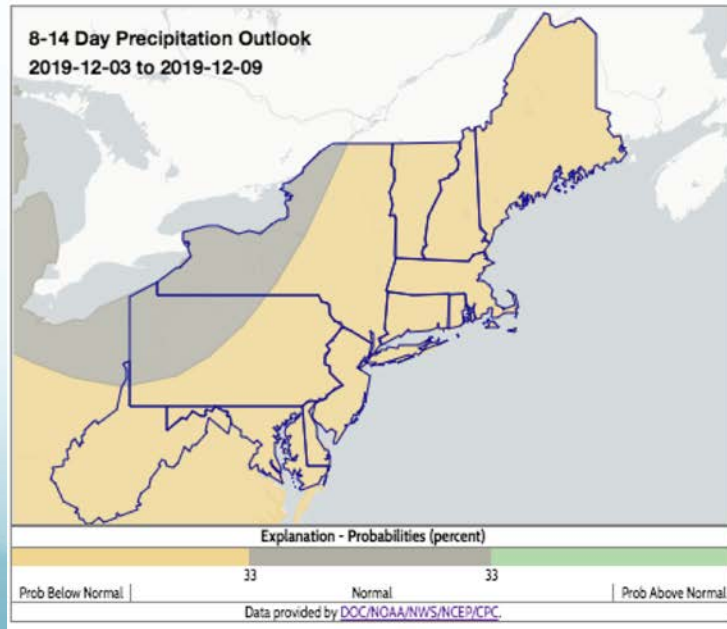 8-14 Day Precipitation Outlook
2019-12-03 to 2019-12-09
Explanation - Probabilities (percent)
33 33
Prob Below Normal | Normal | Prob Above Normal
Data provided by DOC/NOAA/NWS/NCEP/CPC.